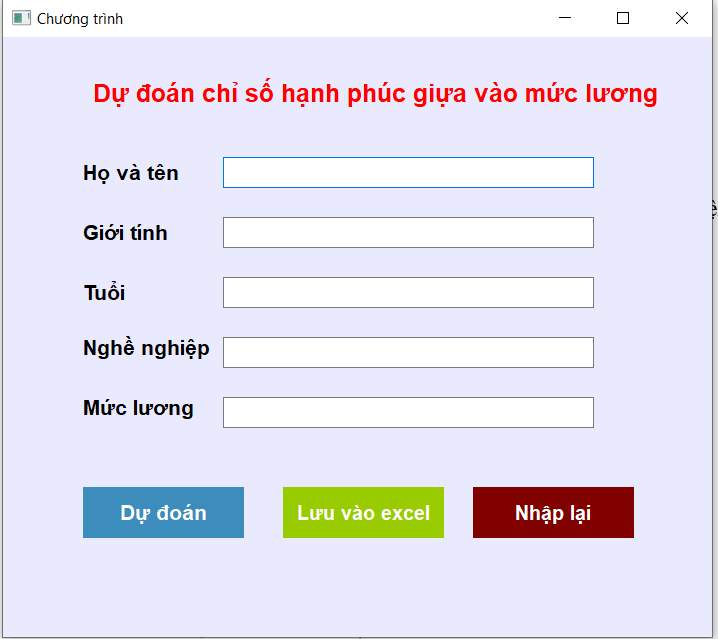 Chương trình
Dự đoán chỉ số hạnh phúc giựa vào mức lương
Họ và tên
Giới tính
Tuổi
Nghề nghiệp
Mức lương
Dự đoán
Lưu vào excel
Nhập lại